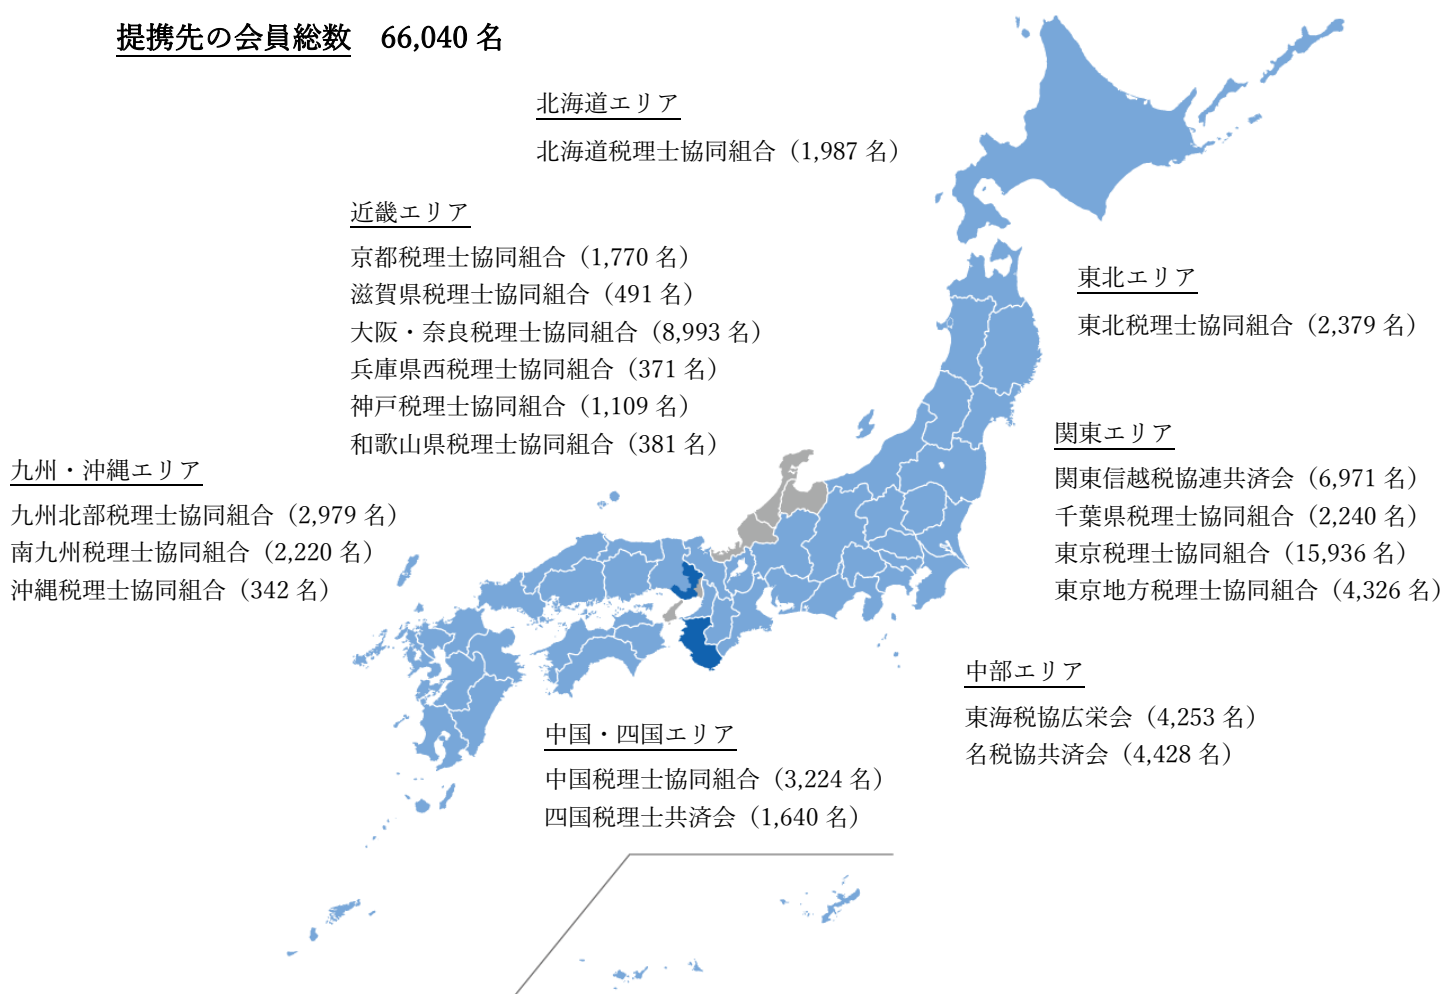 提携先の会員総数　66,040 名
北海道エリア
北海道税理士協同組合（1,987 名）
近畿エリア
京都税理士協同組合（1,770 名）
滋賀県税理士協同組合（491 名）
大阪・奈良税理士協同組合（8,993 名）
兵庫県西税理士協同組合（371 名）
神戸税理士協同組合（1,109 名）
和歌山県税理士協同組合（381 名）
東北エリア
東北税理士協同組合（2,379 名）
関東エリア
関東信越税協連共済会（6,971 名）
千葉県税理士協同組合（2,240 名）
東京税理士協同組合（15,936 名）
東京地方税理士協同組合（4,326 名）
九州・沖縄エリア
九州北部税理士協同組合（2,979 名）
南九州税理士協同組合（2,220 名）
沖縄税理士協同組合（342 名）
中部エリア
東海税協広栄会（4,253 名）
名税協共済会（4,428 名）
中国・四国エリア
中国税理士協同組合（3,224 名）
四国税理士共済会（1,640 名）